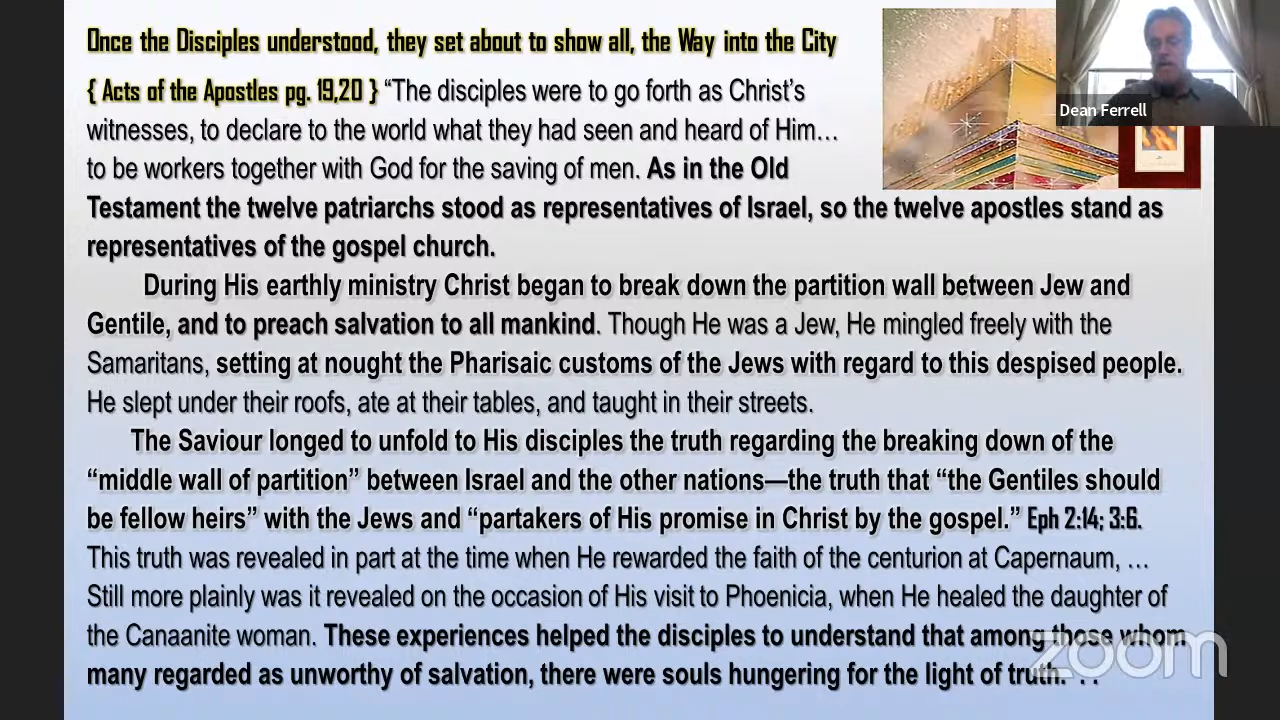 Once the Disciples understood, they set about to show all, the Way into the City
{ Acts of the Apostles pg. 19,20 } “The disciples were to go forth as Christ’s
witnesses, to declare to the world what they had seen and heard of Him…
to be workers together with God for the saving of men. As in the Old
Testament the twelve patriarchs stood as representatives of Israel, so the twelve apostles stand as
representatives of the gospel church.
During His earthly ministry Christ began to break down the partition wall between Jew and
Gentile, and to preach salvation to all mankind. Though He was a Jew, He mingled freely with the
Samaritans, setting at nought the Pharisaic customs of the Jews with regard to this despised people.
He slept under their roofs, ate at their tables, and taught in their streets.
The Saviour longed to unfold to His disciples the truth regarding the breaking down of the
“middle wall of partition” between Israel and the other nations—the truth that “the Gentiles should
be fellow heirs” with the Jews and “partakers of His promise in Christ by the gospel.” Eph 2:14; 3:6.
This truth was revealed in part at the time when He rewarded the faith of the centurion at Capernaum, …
Still more plainly was it revealed on the occasion of His visit to Phoenicia, when He healed the daughter of
the Canaanite woman. These experiences helped the disciples to understand that among those whom
many regarded as unworthy of salvation, there were souls hungering for the light of truth. . .
Dean Ferrell
zoom